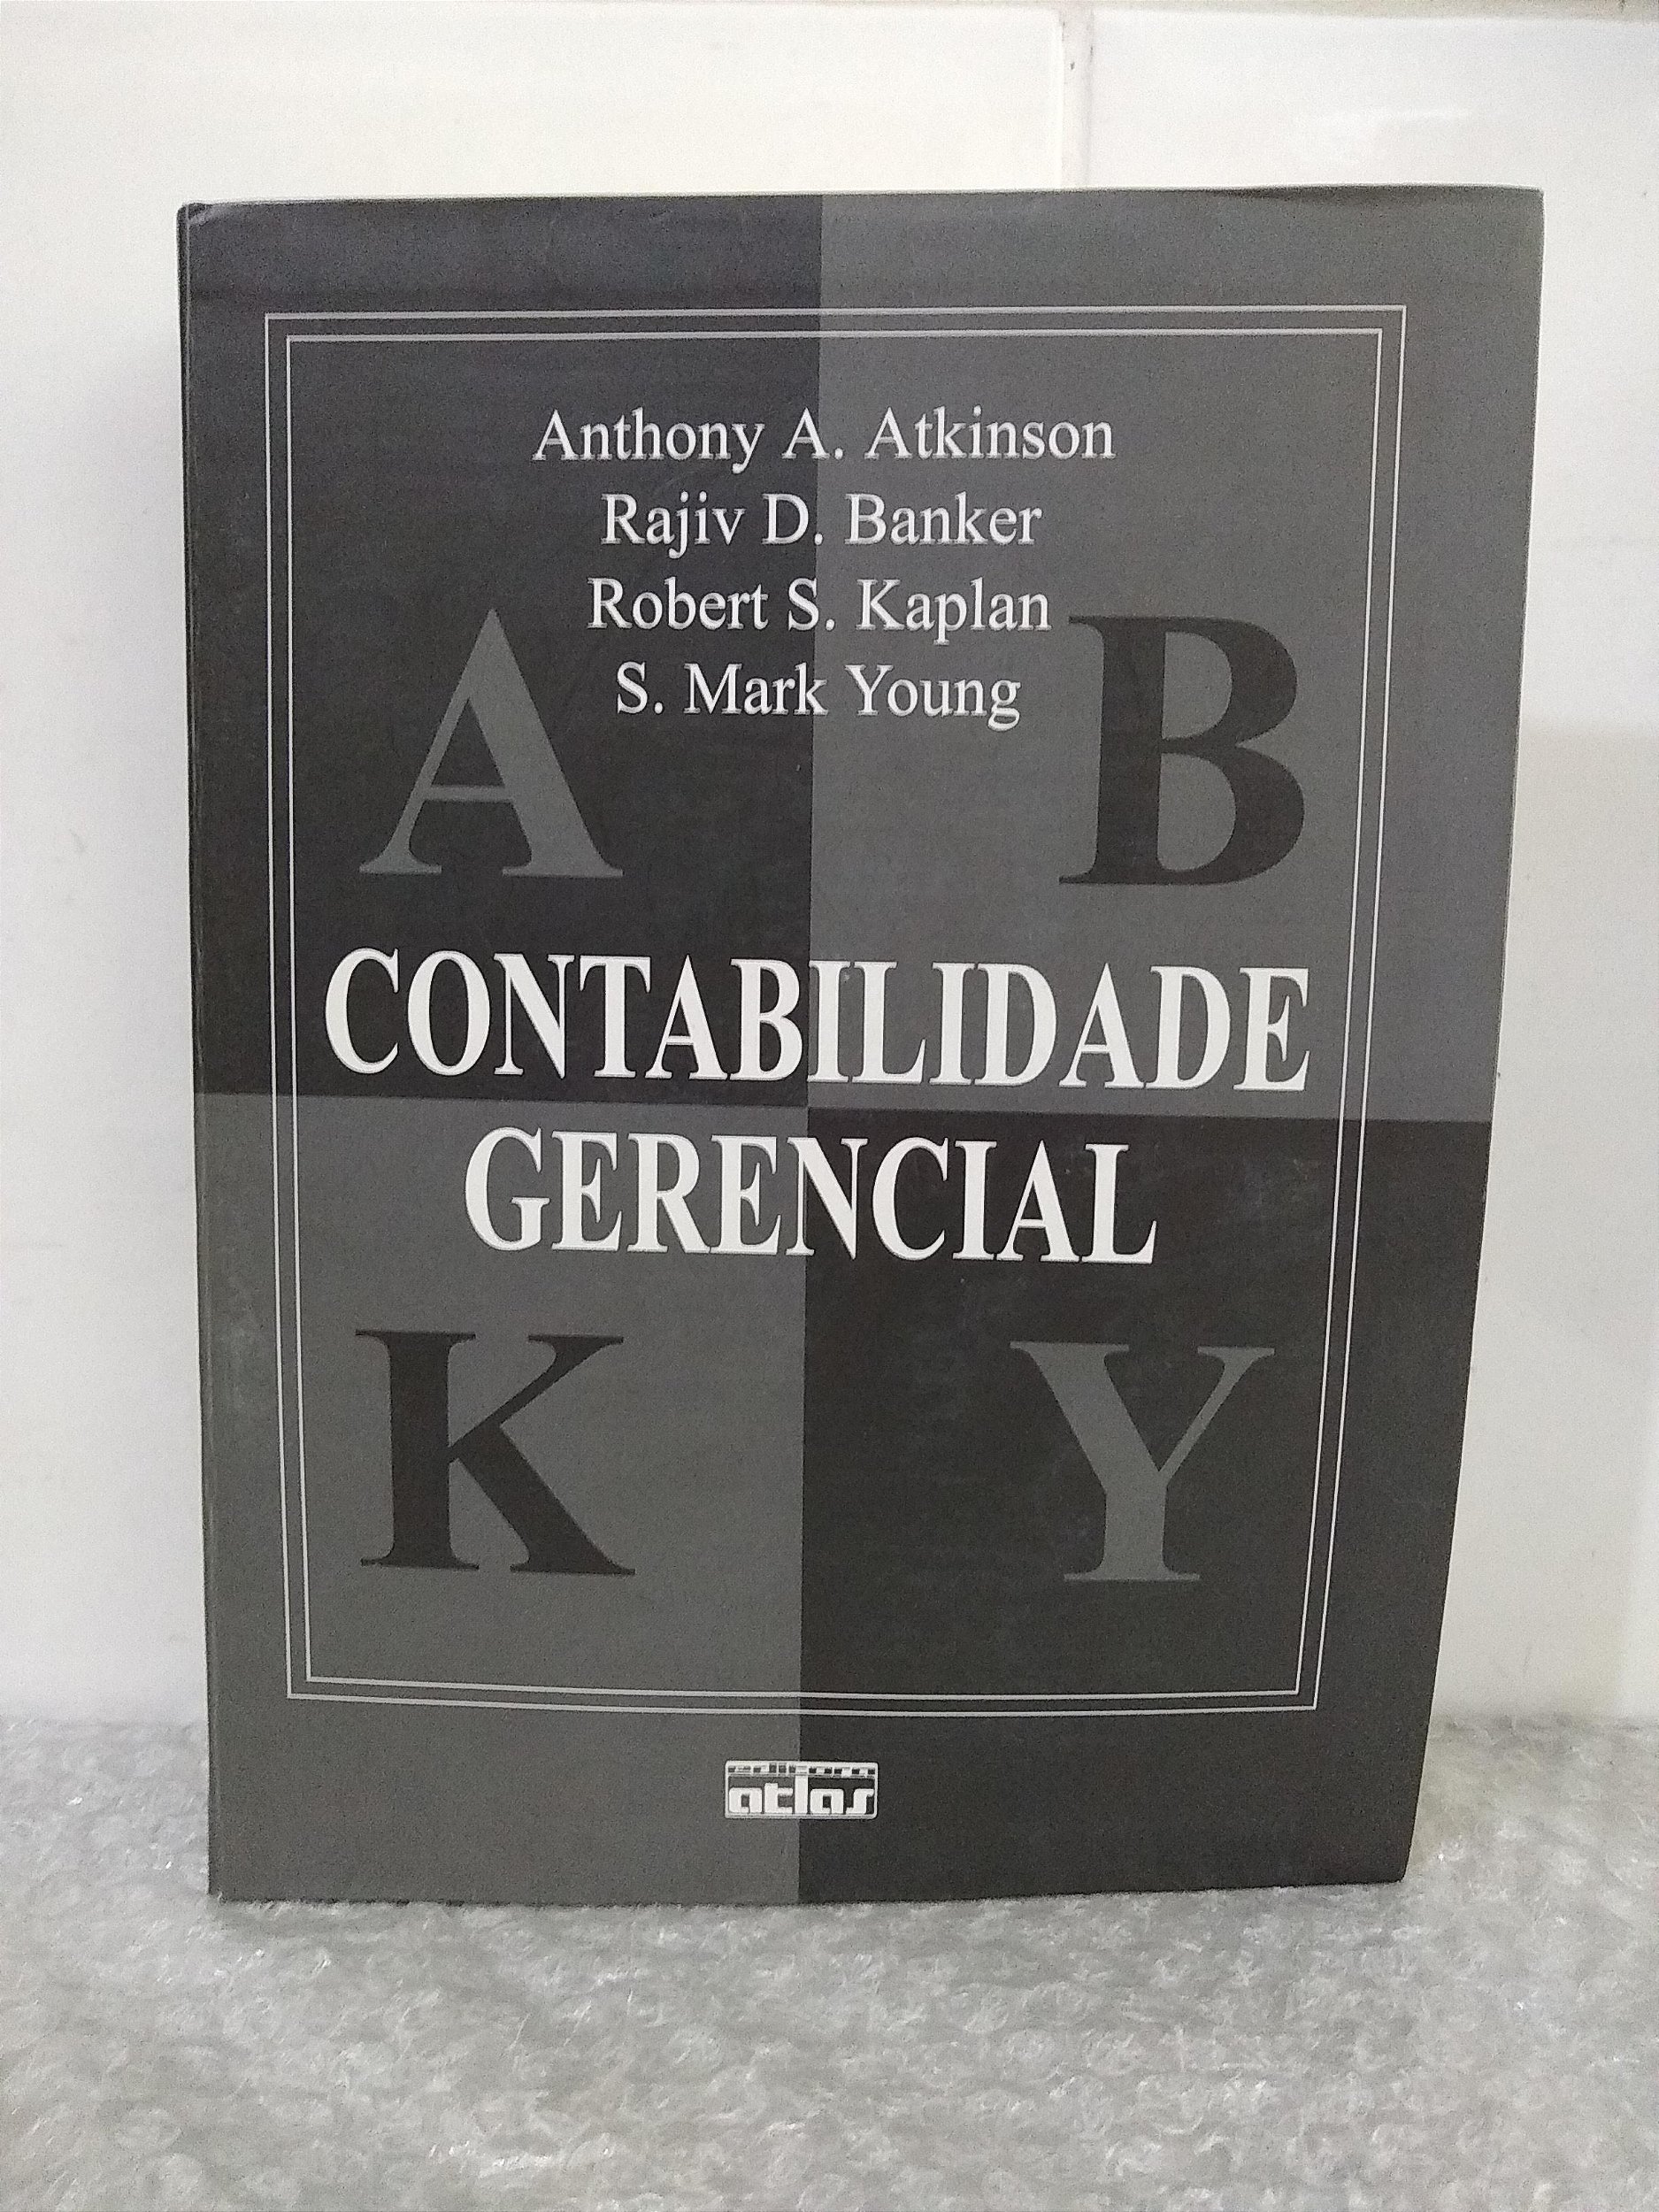 Anthony A. Atkinson
Rajiv D. Banker
Robert S. Kaplan
S. Mark Young
A B
CONTABILIDADE
GERENCIAL
K Y
editora
atlas